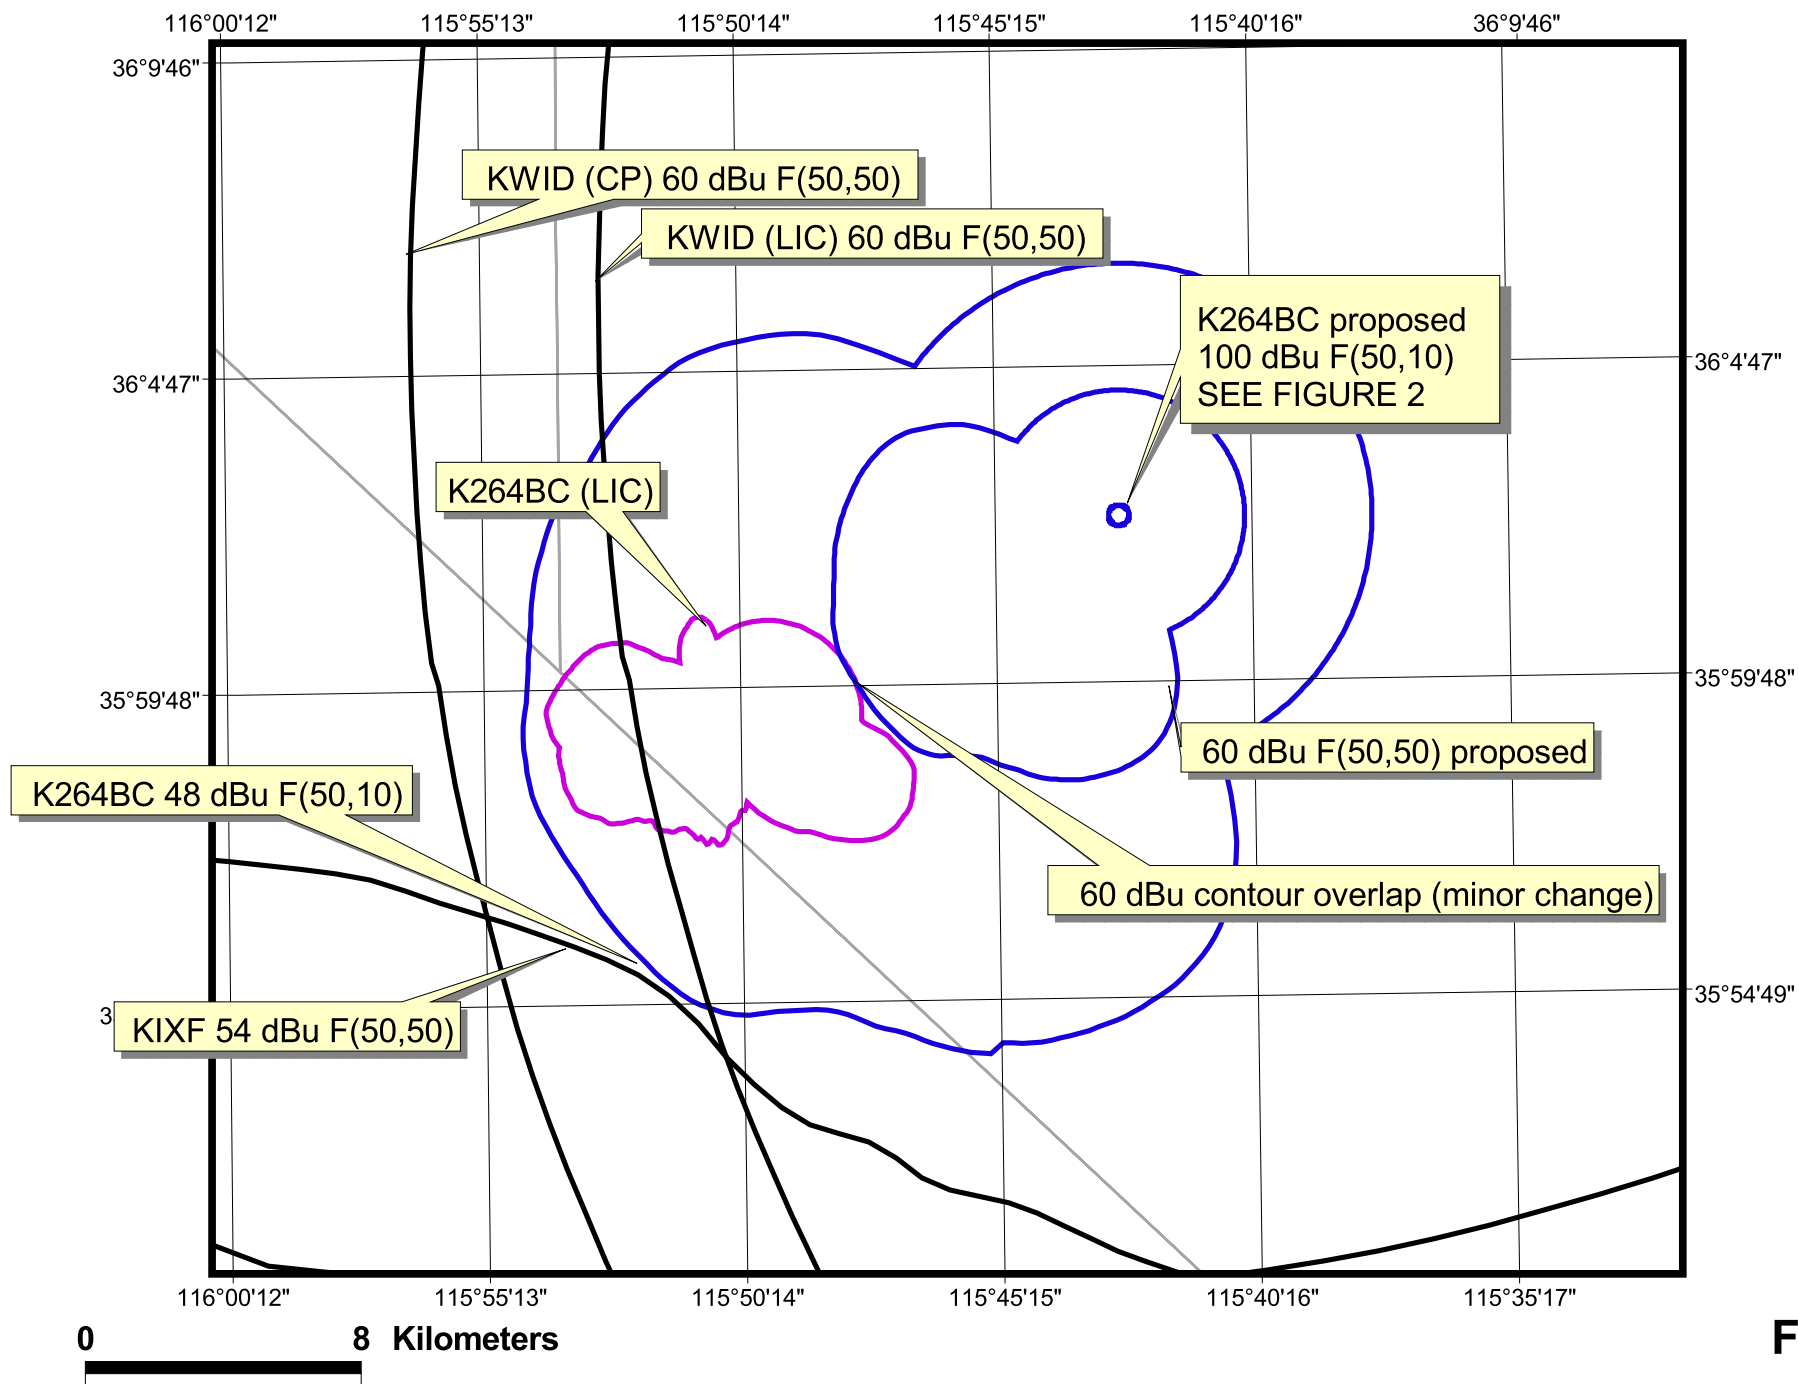 116°00'12" 115°55'13" 115°50'14" 115°45'15" 115°40'16" 36°9'46"
36°9'46"
KWID (CP) 60 dBu F(50,50)
KWID (LIC) 60 dBu F(50,50)
K264BC proposed
100 dBu F(50,10)
SEE FIGURE 2
36°4'47"
36°4'47"
K264BC (LIC)
35°59'48"
35°59'48"
60 dBu F(50,50) proposed
K264BC 48 dBu F(50,10)
60 dBu contour overlap (minor change)
35°54'49"
3
KIXF 54 dBu F(50,50)
116°00'12" 115°55'13" 115°50'14" 115°45'15" 115°40'16" 115°35'17"
0 8 Kilometers
F